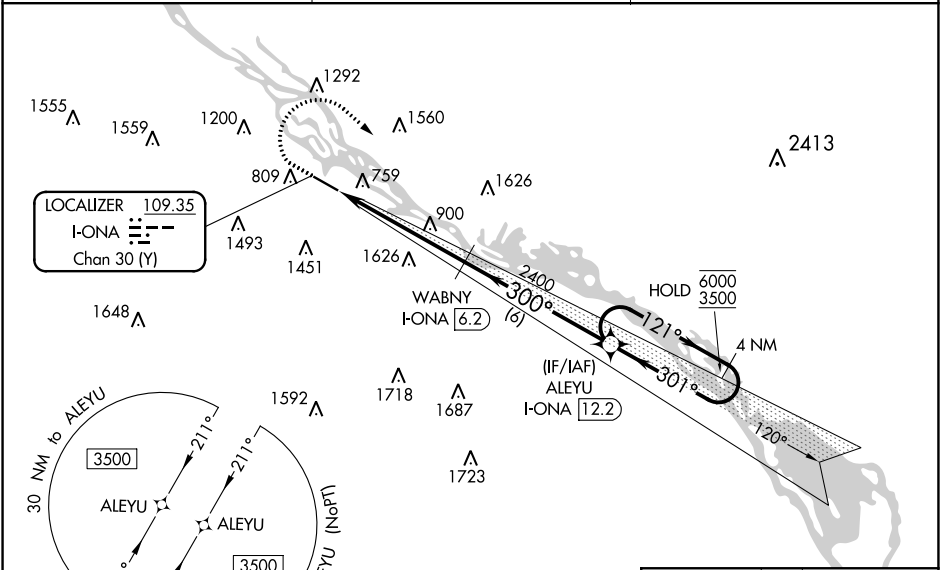 1292
1555
1559
1200
1560
2413
809
759
1626
LOCALIZER 109.35
I-ONA
Chan 30 (Y)
1493
900
1451
1626
2400
WABNY
I-ONA 6.2
300°
(6)
HOLD 6000
3500
121°
4 NM
1648
(IF/IAF)
ALEYU
I-ONA 12.2
301°
1718
1687
1592
120°
1723
30 NM to ALEYU
211°
211°
3500
ALEYU
ALEYU
3500
YU (NoPT)